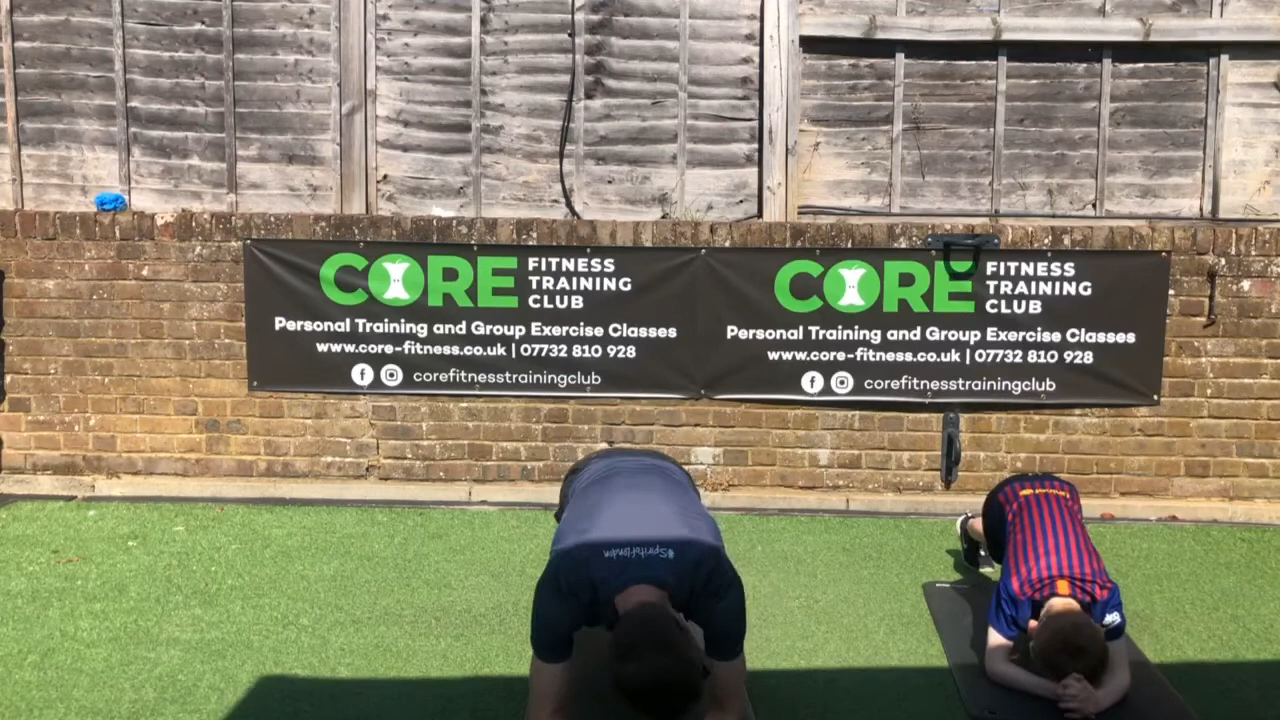 CORE FITNESS
TRAINING
CLUB
Personal Training and Group Exercise Classes
www.core-fitness.co.uk | 07732 810 928
corefitnesstrainingclub
CORE FITNESS
TRAINING
CLUB
Personal Training and Group Exercise Classes
www.core-fitness.co.uk | 07732 810 928
corefitnesstrainingclub
#SpiritofLondon